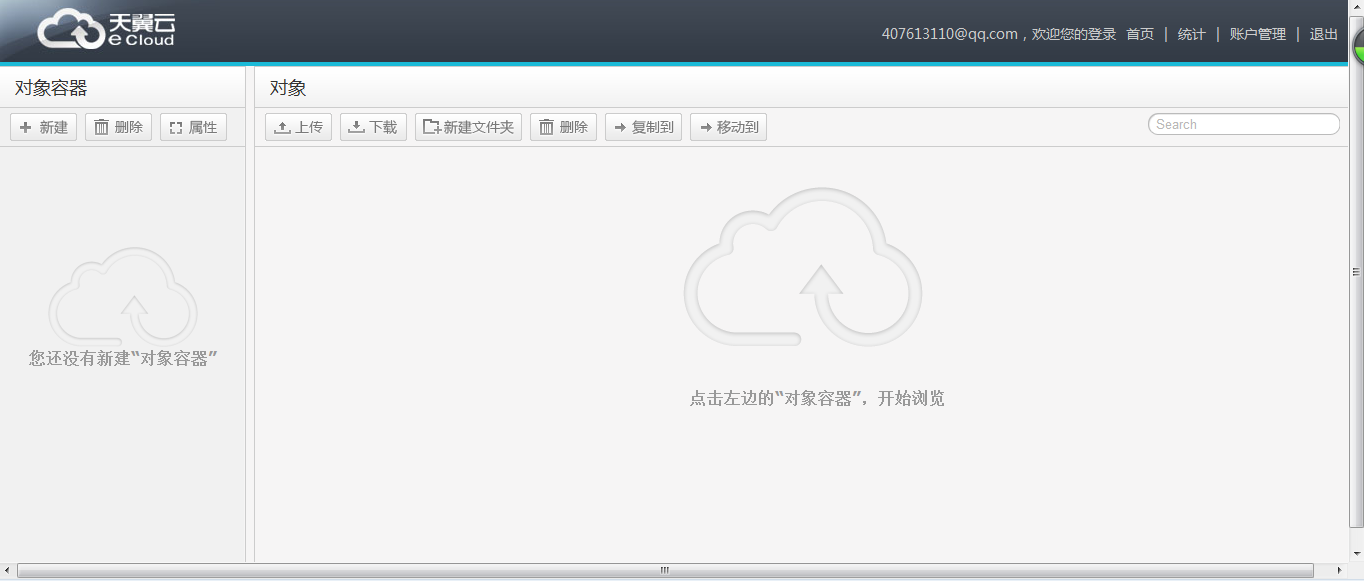 天翼云
e Cloud
407613110@qq.com，欢迎您的登录 首页 | 统计 | 账户管理 | 退出
对象容器
新建 删除 属性
您还没有新建“对象容器”
对象
上传 下载 新建文件夹 删除 复制到 移动到
Search
点击左边的“对象容器”，开始浏览